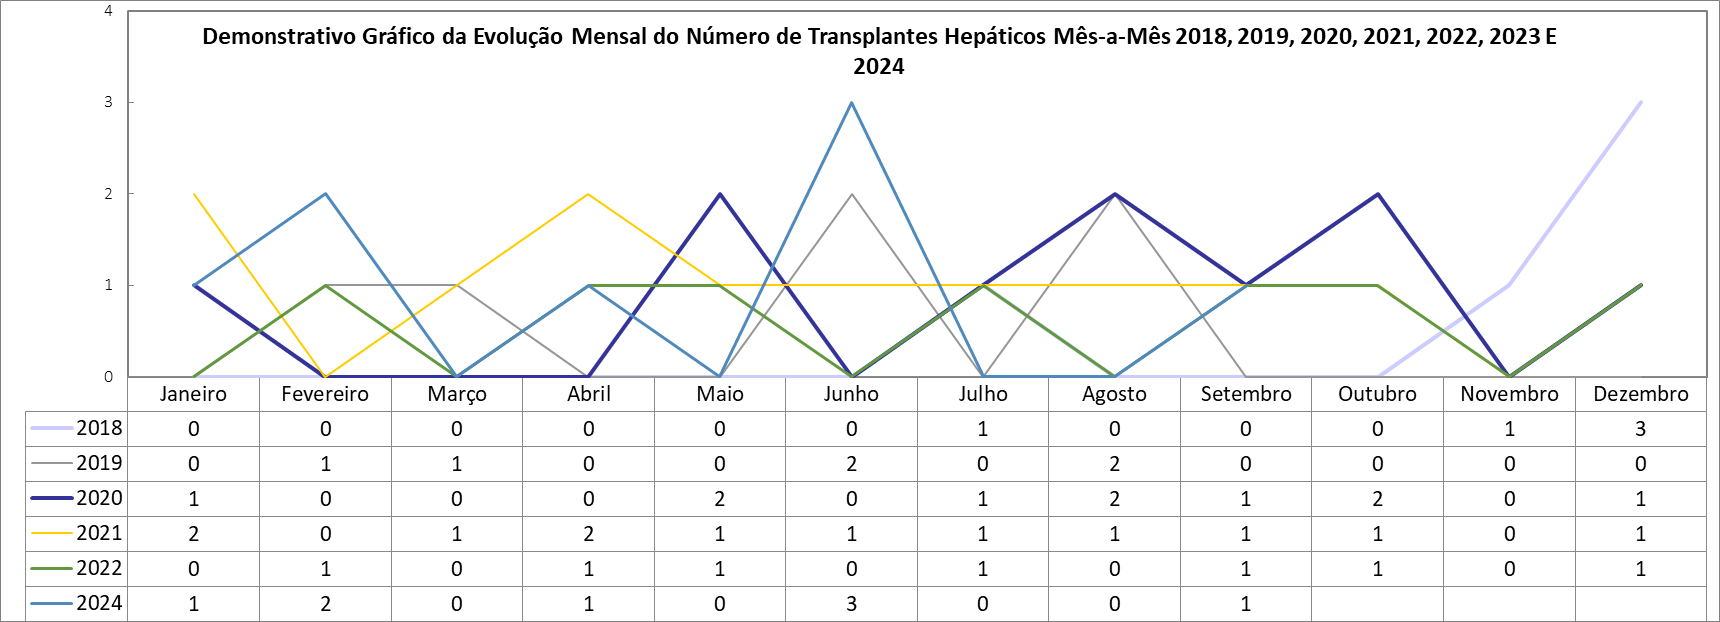 Demonstrativo Gráfico da Evolução Mensal do Número de Transplantes Hepáticos Mês-a-Mês 2018, 2019, 2020, 2021, 2022, 2023 E
2024
4
3
2
1
0
Janeiro Fevereiro Março Abril Maio Junho Julho Agosto Setembro Outubro Novembro Dezembro
2018 0 0 0 0 0 0 1 0 0 0 1 3
2019 0 1 1 0 0 2 0 2 0 0 0 0
2020 1 0 0 0 2 0 1 2 1 2 0 1
2021 2 0 1 2 1 1 1 1 1 1 0 1
2022 0 1 0 1 1 0 1 0 1 1 0 1
2024 1 2 0 1 0 3 0 0 1